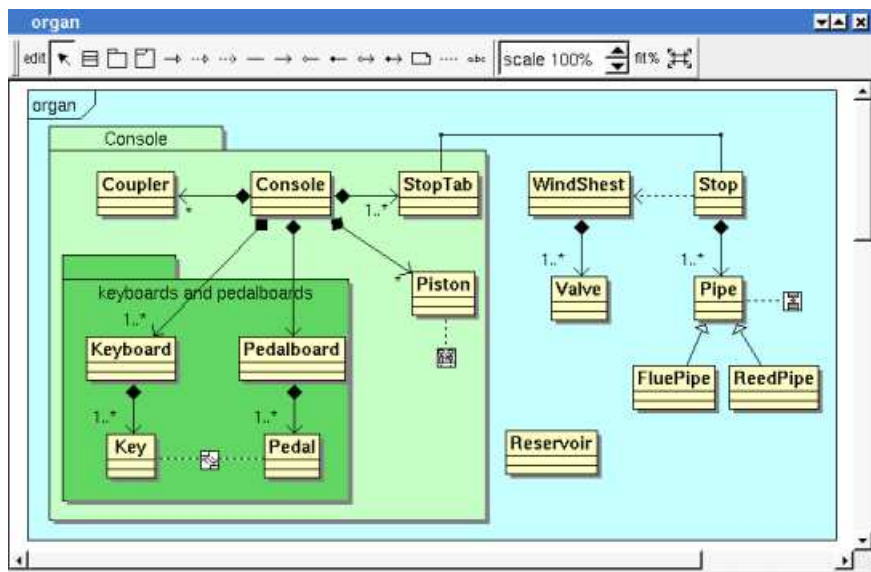 organ
edit
abc
scale 100%
fit%
organ
Console
Coupler
Console
StopTab
WindShest
Stop
*
1..*
1..*
1..*
keyboards and pedalboards
*
Piston
Valve
Pipe
1..*
Keyboard
Pedalboard
FluePipe
ReedPipe
1..*
1..*
Key
Pedal
Reservoir